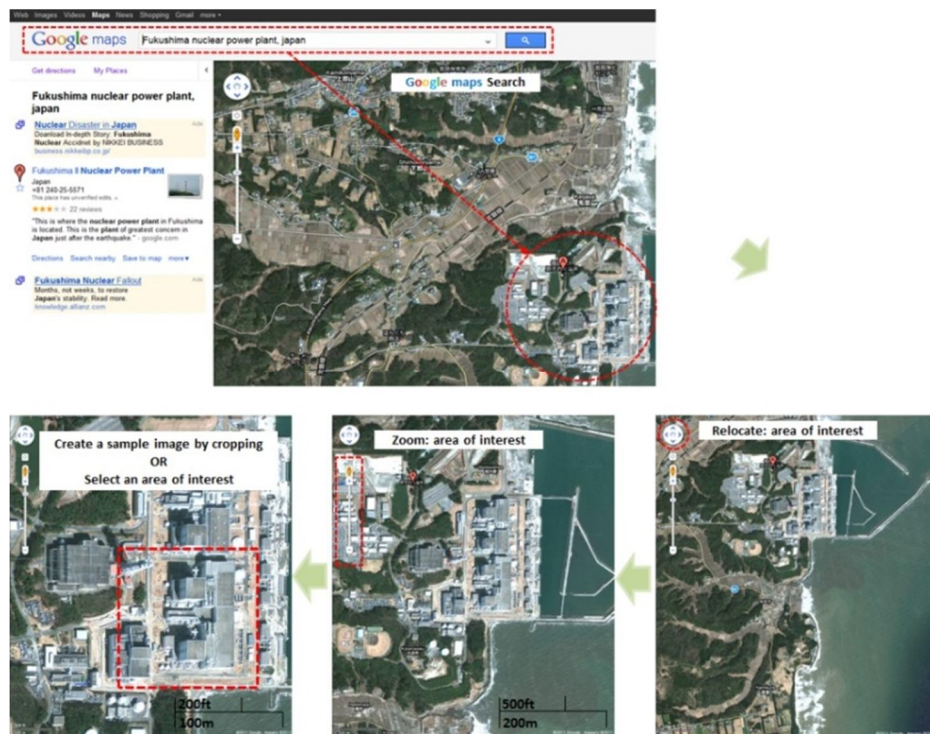 Web Images Videos Maps News Shopping Gmail more
Google maps
Fukushima nuclear power plant, japan
Get directions My Places
Google maps Search
Fukushima nuclear power plant, japan
Nuclear Disaster in Japan
Ads
Download In-depth Story: Fukushima
Nuclear Accidnet by NIKKEI BUSINESS
business.nikkeibp.co.jp/
A
Fukushima II Nuclear Power Plant
Japan
+81 240-25-5571
This place has unverified edits. »
22 reviews
"This is where the nuclear power plant in Fukushima
is located. This is the plant of greatest concern in
Japan just after the earthquake." - google.com
Directions Search nearby Save to map more▾
Fukushima Nuclear Fallout
Ads
Months, not weeks, to restore
Japan's stability. Read more.
knowledge.allianz.com
Create a sample image by cropping
OR
Select an area of interest
200ft
100m
Zoom: area of interest
500ft
200m
Relocate: area of interest